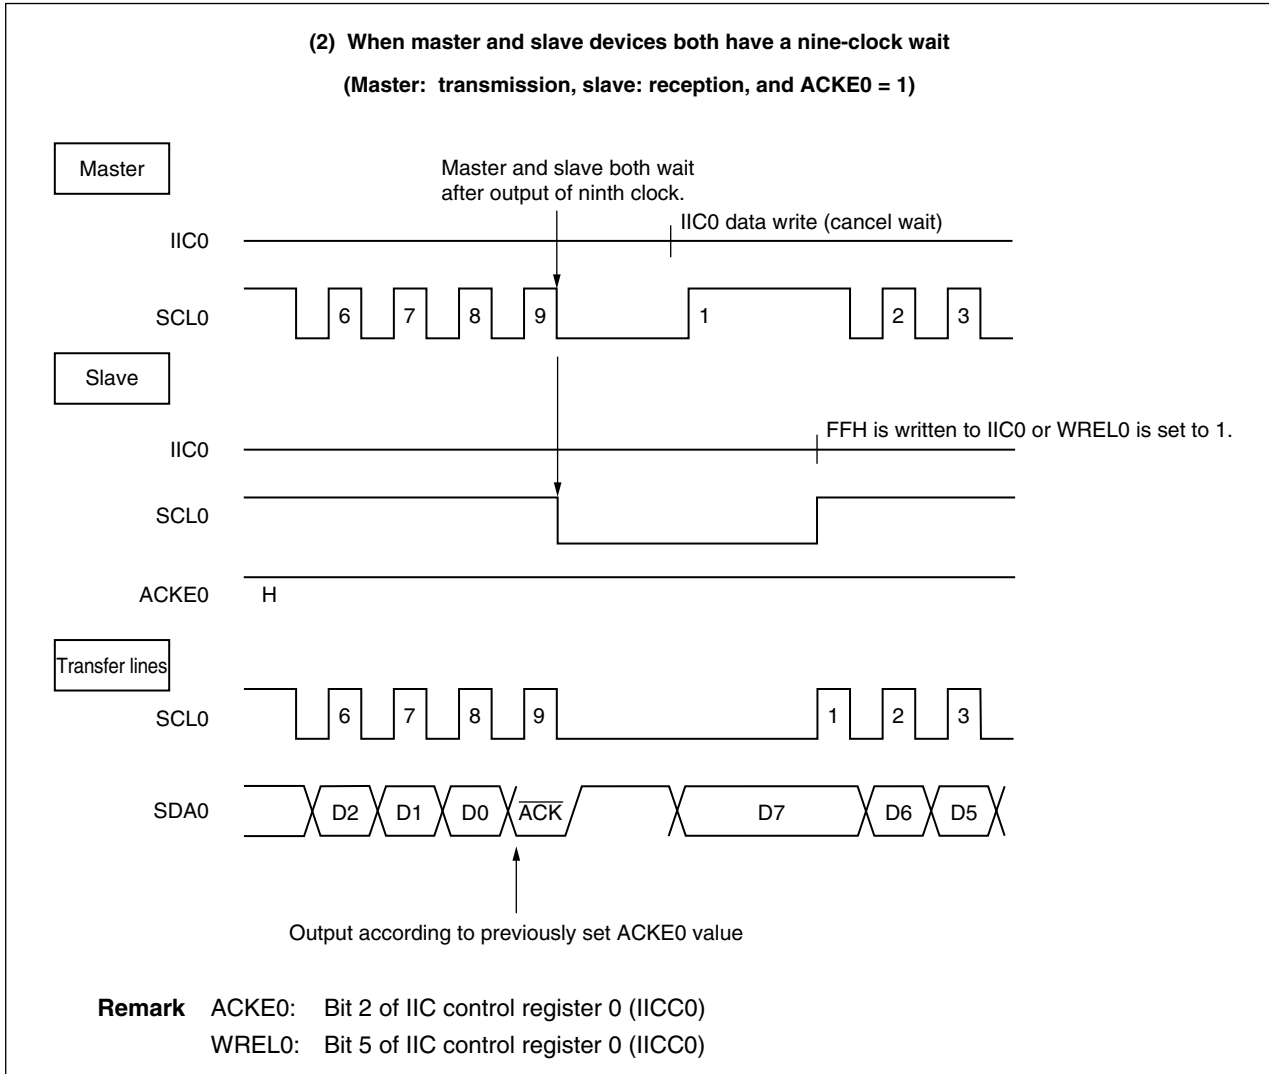 (2) When master and slave devices both have a nine-clock wait
(Master: transmission, slave: reception, and ACKE0 = 1)
Master
Master and slave both wait
after output of ninth clock.
IIC0 data write (cancel wait)
IIC0
SCL0 6 7 8 9 1 2 3
Slave
FFH is written to IIC0 or WREL0 is set to 1.
IIC0
SCL0
ACKE0 H
Transfer lines
SCL0 6 7 8 9 1 2 3
SDA0 D2 D1 D0 A̅C̅K̅ D7 D6 D5
Output according to previously set ACKE0 value
Remark ACKE0: Bit 2 of IIC control register 0 (IICC0)
WREL0: Bit 5 of IIC control register 0 (IICC0)